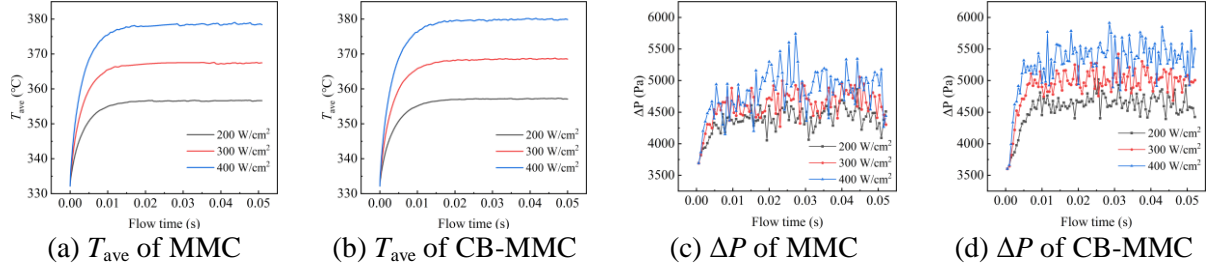 380
370
360
350
340
330
T_ave (°C)
200 W/cm²
300 W/cm²
400 W/cm²
0.00 0.01 0.02 0.03 0.04 0.05
Flow time (s)
(a) T_ave of MMC
380
370
360
350
340
330
T_ave (°C)
200 W/cm²
300 W/cm²
400 W/cm²
0.00 0.01 0.02 0.03 0.04 0.05
Flow time (s)
(b) T_ave of CB-MMC
6000
5500
5000
4500
4000
3500
ΔP (Pa)
200 W/cm²
300 W/cm²
400 W/cm²
0.00 0.01 0.02 0.03 0.04 0.05
Flow time (s)
(c) ΔP of MMC
6000
5500
5000
4500
4000
3500
ΔP (Pa)
200 W/cm²
300 W/cm²
400 W/cm²
0.00 0.01 0.02 0.03 0.04 0.05
Flow time (s)
(d) ΔP of CB-MMC